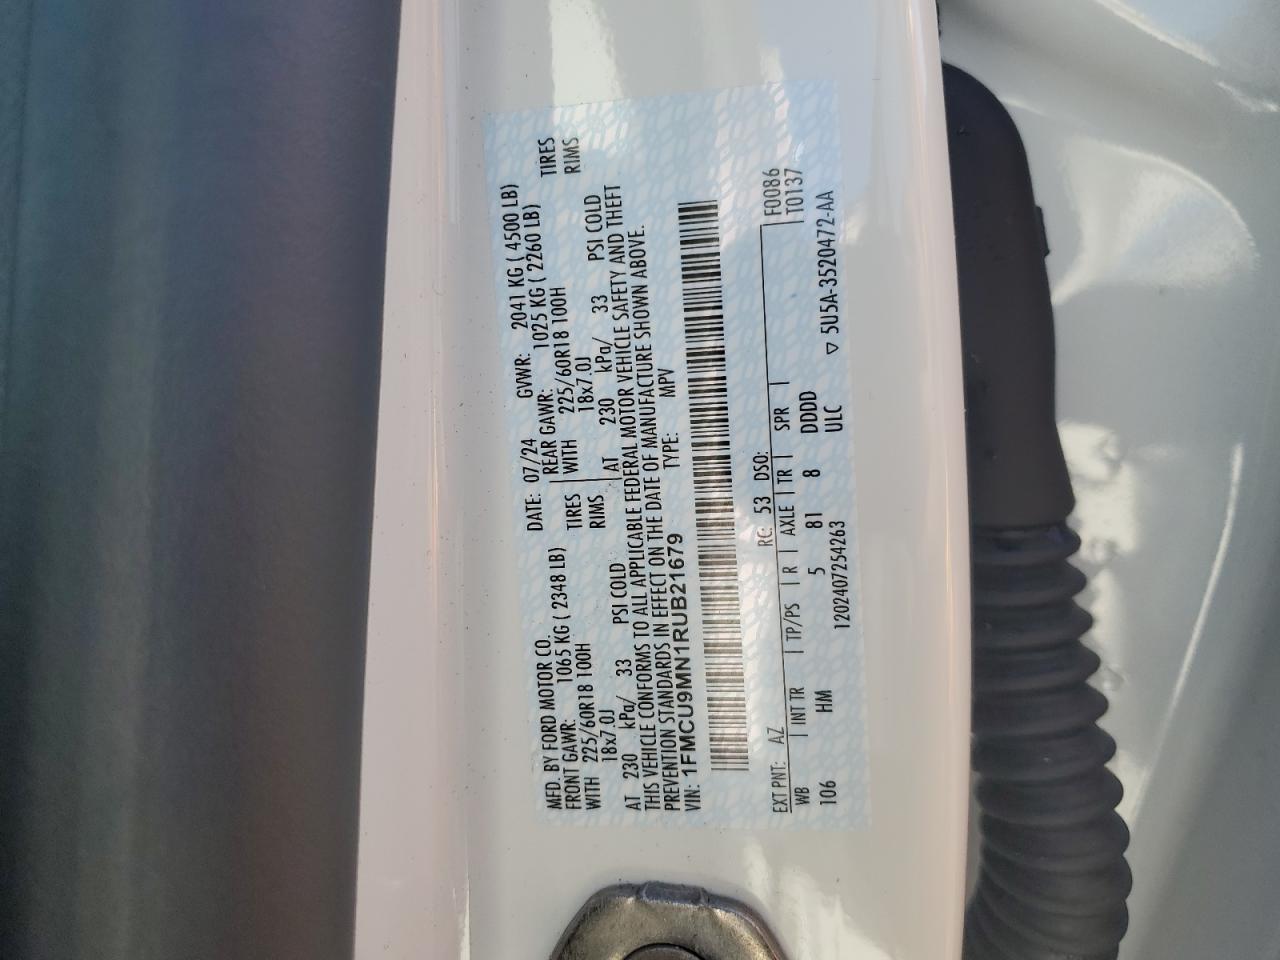 MFD. BY FORD MOTOR CO.
DATE: 07/24 GVWR: 2041 KG ( 4500 LB)
FRONT GAWR: 1065 KG ( 2348 LB)
REAR GAWR: 1025 KG ( 2260 LB)
WITH 225/60R18 100H TIRES
WITH 225/60R18 100H TIRES
18x7.0J RIMS
18x7.0J RIMS
AT 230 kPa/ 33 PSI COLD
AT 230 kPa/ 33 PSI COLD
THIS VEHICLE CONFORMS TO ALL APPLICABLE FEDERAL MOTOR VEHICLE SAFETY AND THEFT
PREVENTION STANDARDS IN EFFECT ON THE DATE OF MANUFACTURE SHOWN ABOVE.
VIN: 1FMCU9MN1RUB21679 TYPE: MPV
EXT PNT: AZ RC: 53 DSO: F0086
WB | INT TR | TP/PS | R | AXLE | TR | SPR | T0137
106 HM 5 81 8 DDDD
120240725​4263 ULC ▽ 5U5A-3520472-AA